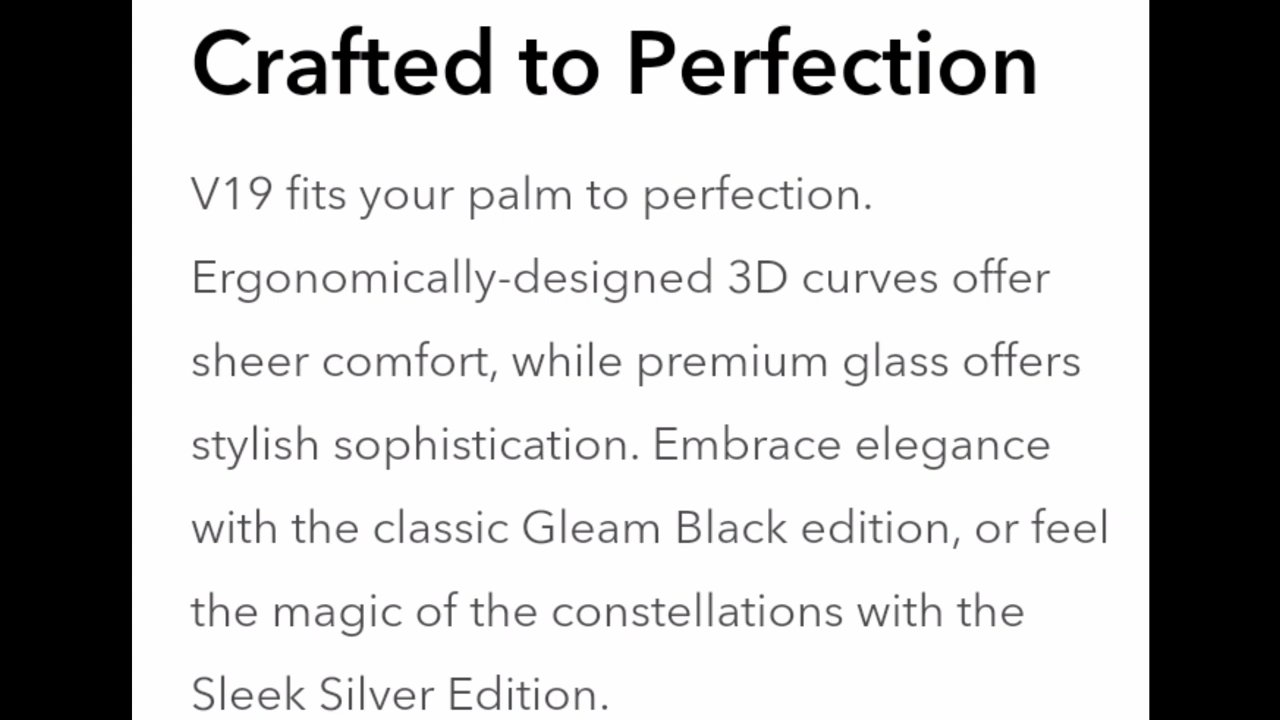 Crafted to Perfection
V19 fits your palm to perfection.
Ergonomically-designed 3D curves offer
sheer comfort, while premium glass offers
stylish sophistication. Embrace elegance
with the classic Gleam Black edition, or feel
the magic of the constellations with the
Sleek Silver Edition.